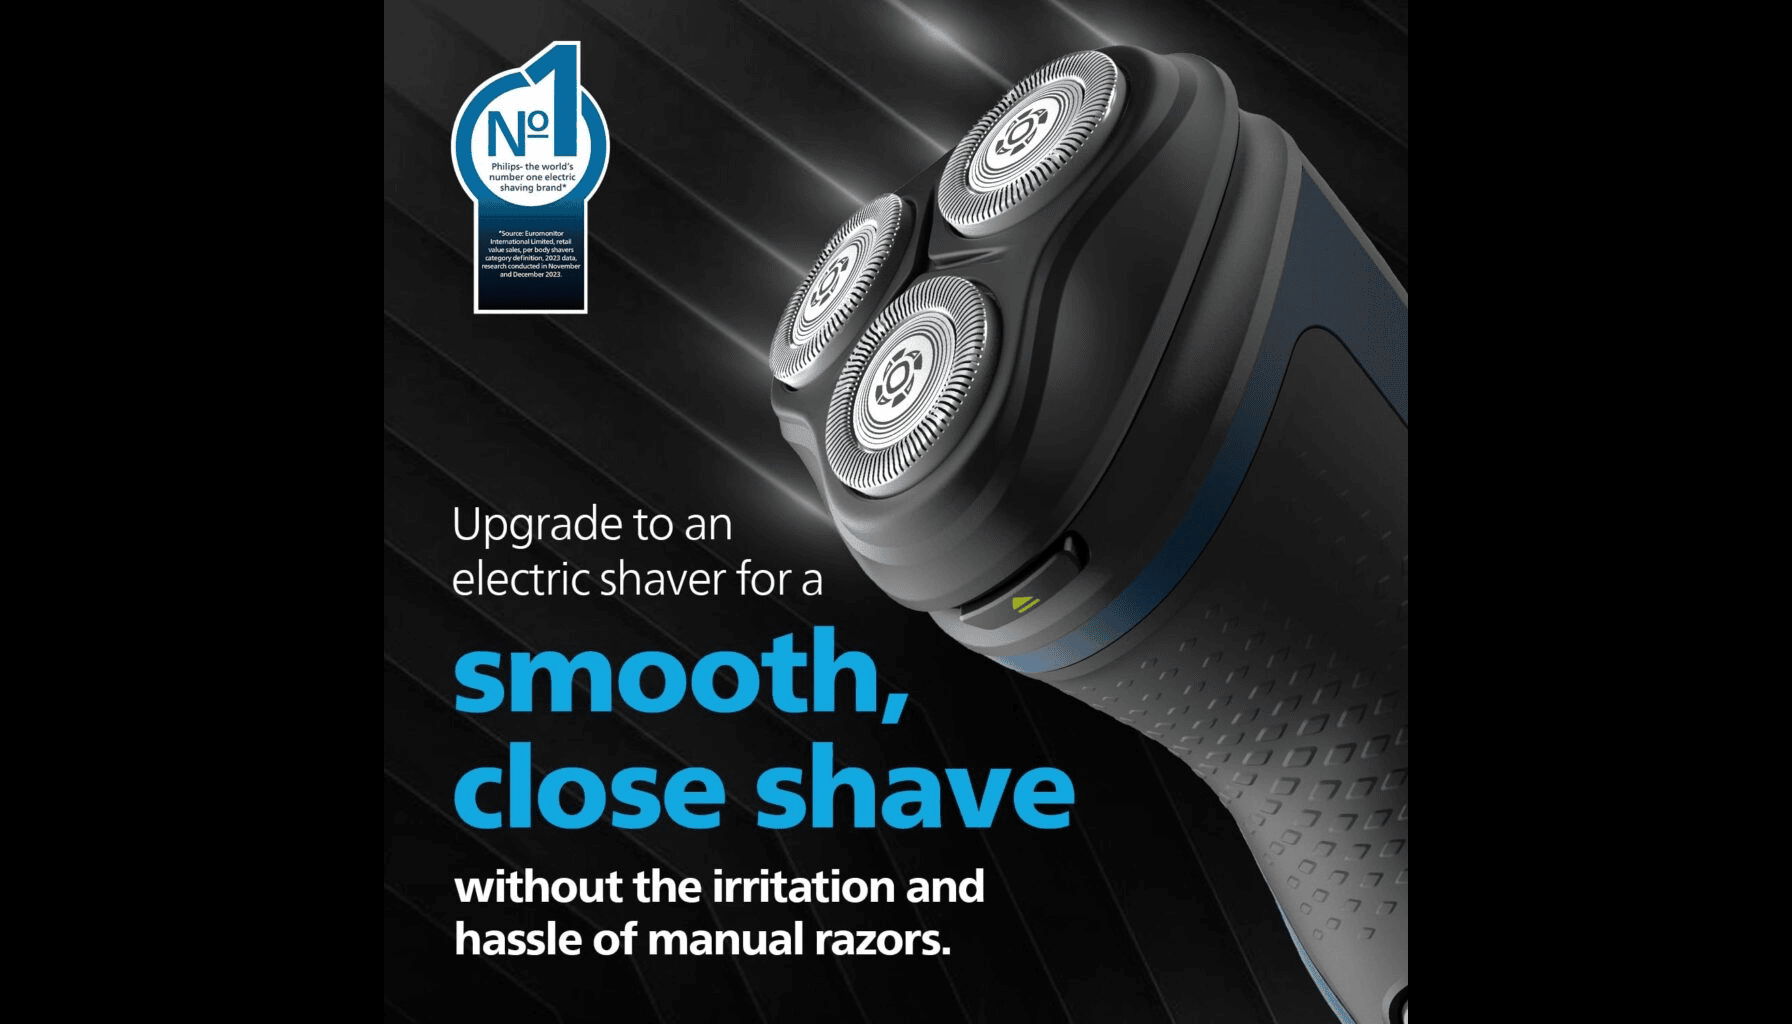 Nº1
Philips- the world's
number one electric
shaving brand*
*Source: Euromonitor
International Limited, retail
value sales, per body shavers
category definition, 2023 data,
research conducted in November
and December 2023.
Upgrade to an
electric shaver for a
smooth,
close shave
without the irritation and
hassle of manual razors.